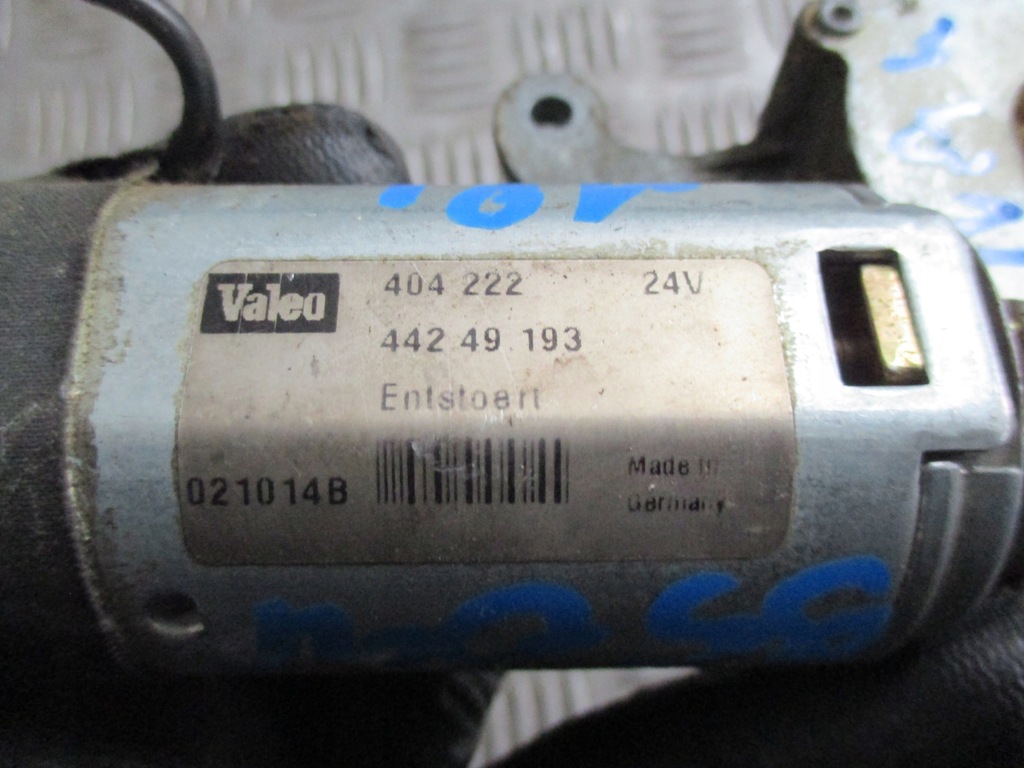 Valeo 404 222 24V
442 49 193
Entstoert
021014B Made in
Germany